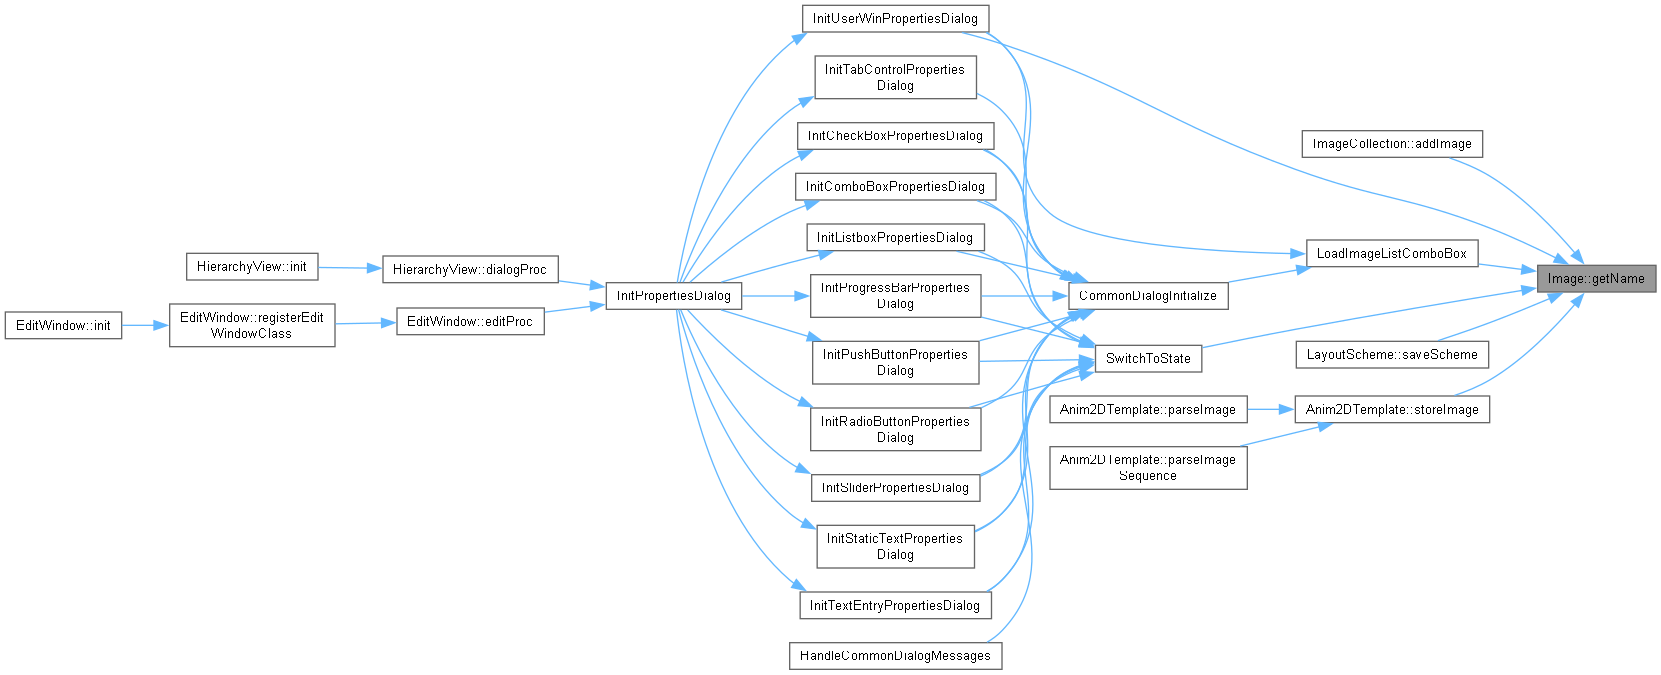 InitUserWinPropertiesDialog
InitTabControlProperties
Dialog
InitCheckBoxPropertiesDialog
ImageCollection::addImage
InitComboBoxPropertiesDialog
InitListboxPropertiesDialog
LoadImageListComboBox
HierarchyView::init
HierarchyView::dialogProc
Image::getName
InitProgressBarProperties
Dialog
InitPropertiesDialog
CommonDialogInitialize
EditWindow::init
EditWindow::registerEdit
WindowClass
EditWindow::editProc
InitPushButtonProperties
Dialog
SwitchToState
LayoutScheme::saveScheme
InitRadioButtonProperties
Dialog
Anim2DTemplate::parseImage
Anim2DTemplate::storeImage
Anim2DTemplate::parseImage
Sequence
InitSliderPropertiesDialog
InitStaticTextProperties
Dialog
InitTextEntryPropertiesDialog
HandleCommonDialogMessages